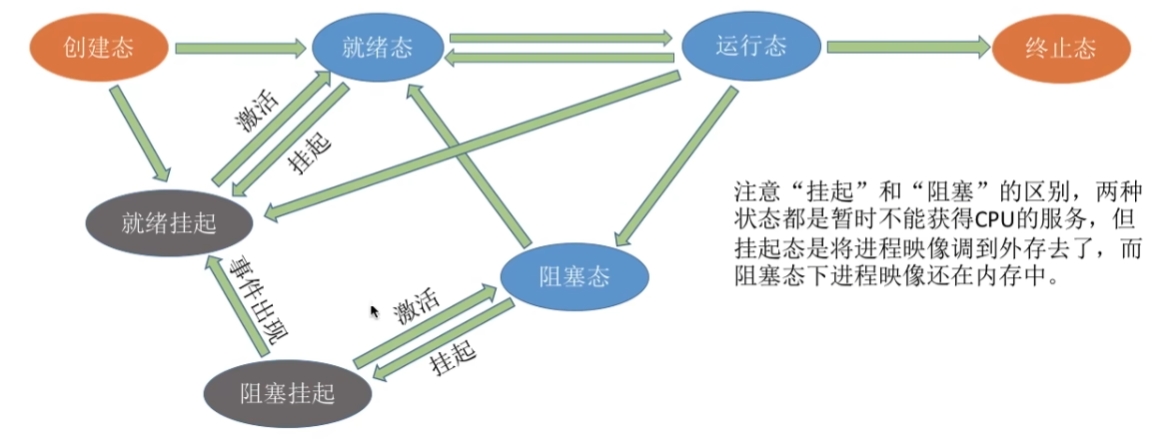 创建态
就绪态
运行态
终止态
激活
挂起
就绪挂起
注意“挂起”和“阻塞”的区别，两种
状态都是暂时不能获得CPU的服务，但
挂起态是将进程映像调到外存去了，而
阻塞态下进程映像还在内存中。
事件出现
阻塞态
激活
挂起
阻塞挂起